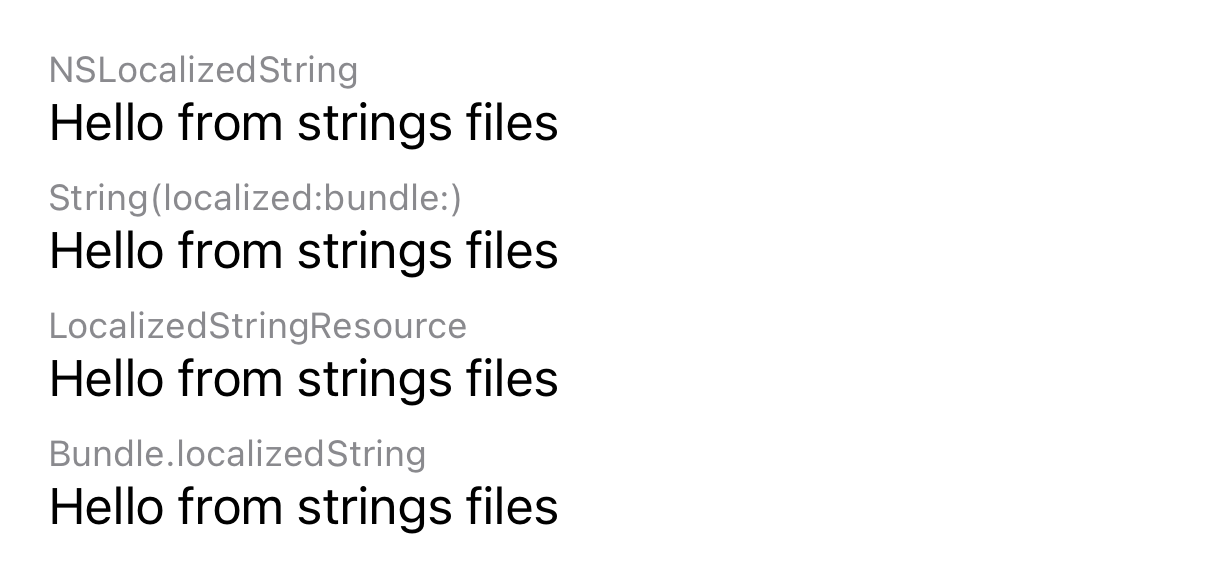 NSLocalizedString
Hello from strings files
String(localized:bundle:)
Hello from strings files
LocalizedStringResource
Hello from strings files
Bundle.localizedString
Hello from strings files